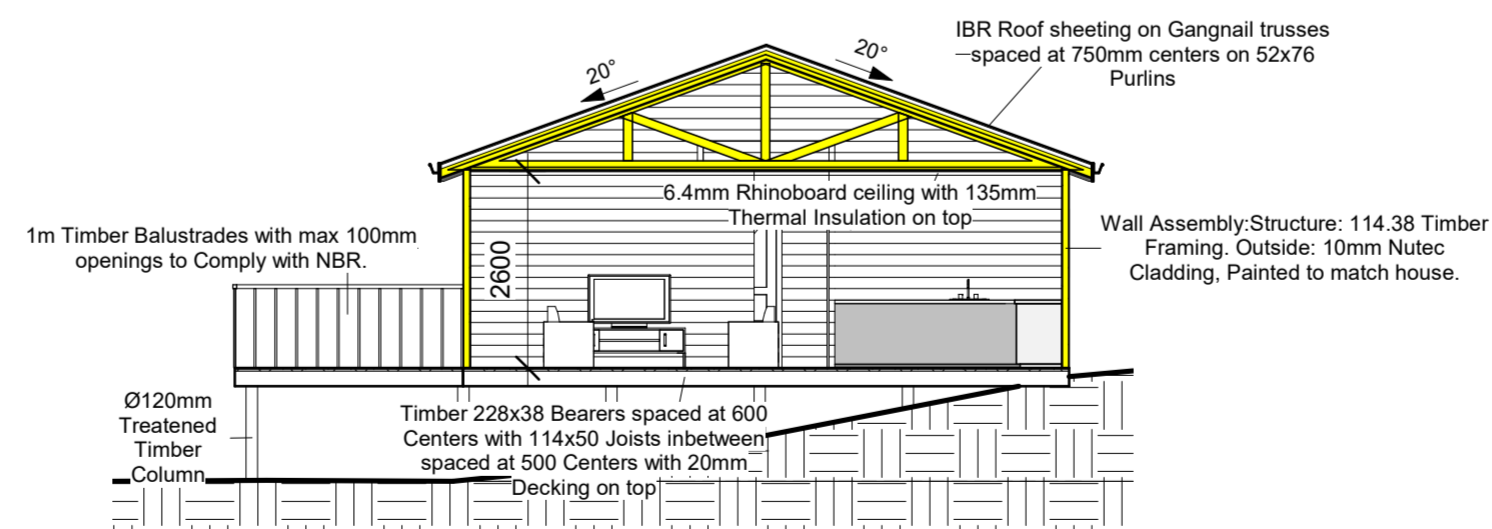 IBR Roof sheeting on Gangnail trusses
spaced at 750mm centers on 52x76
Purlins
20°
20°
6.4mm Rhinoboard ceiling with 135mm
Thermal Insulation on top
1m Timber Balustrades with max 100mm
openings to Comply with NBR.
2600
Wall Assembly:Structure: 114.38 Timber
Framing. Outside: 10mm Nutec
Cladding, Painted to match house.
Ø120mm
Treatened
Timber
Column
Timber 228x38 Bearers spaced at 600
Centers with 114x50 Joists inbetween
spaced at 500 Centers with 20mm
Decking on top